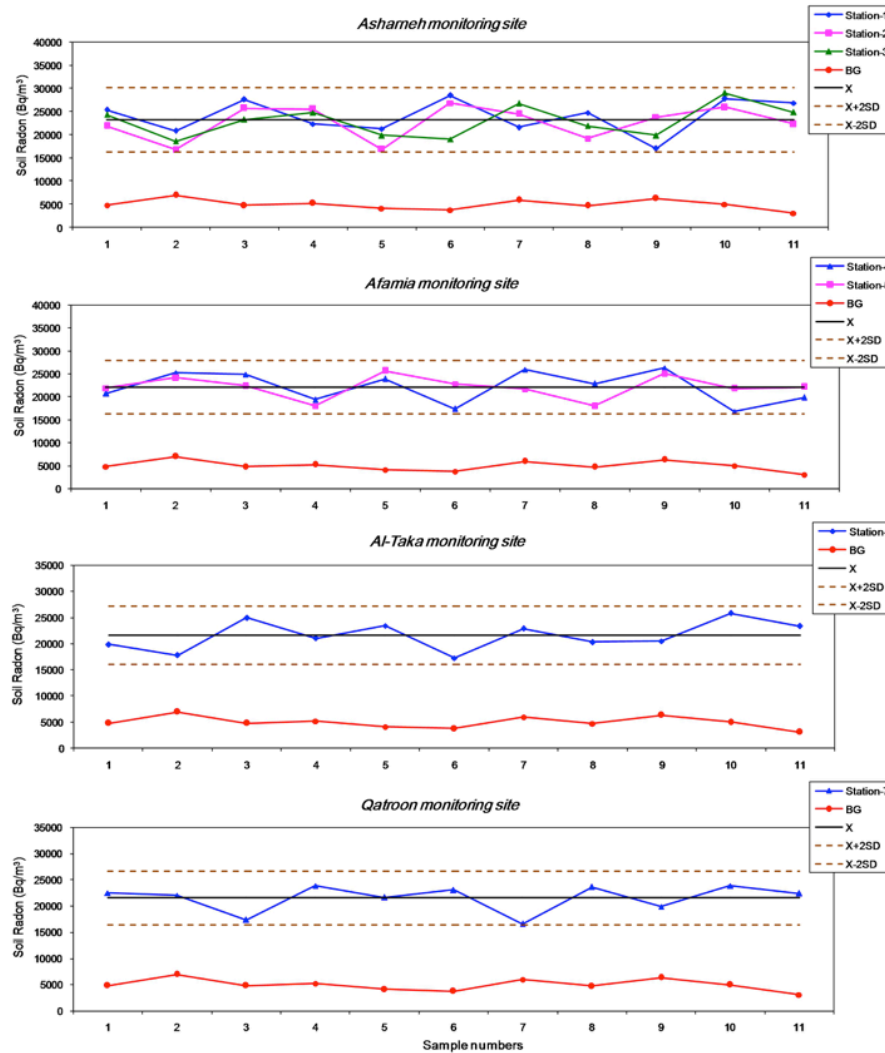 Asharneh monitoring site
Station-1
Station-2
Station-3
BG
X
X+2SD
X-2SD
Soil Radon (Bq/m³)
40000
35000
30000
25000
20000
15000
10000
5000
0
1 2 3 4 5 6 7 8 9 10 11
Afamia monitoring site
Station-
Station-
BG
X
X+2SD
X-2SD
Soil Radon (Bq/m³)
40000
35000
30000
25000
20000
15000
10000
5000
0
1 2 3 4 5 6 7 8 9 10 11
Al-Taka monitoring site
Station-
BG
X
X+2SD
X-2SD
Soil Radon (Bq/m³)
35000
30000
25000
20000
15000
10000
5000
0
1 2 3 4 5 6 7 8 9 10 11
Qatroon monitoring site
Station-7
BG
X
X+2SD
X-2SD
Soil Radon (Bq/m³)
35000
30000
25000
20000
15000
10000
5000
0
1 2 3 4 5 6 7 8 9 10 11
Sample numbers